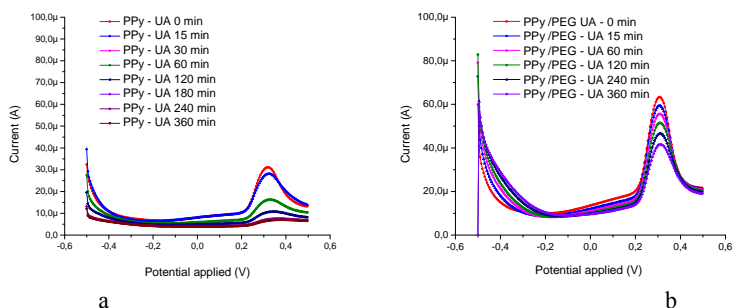 100,0µ
90,0µ
80,0µ
70,0µ
60,0µ
50,0µ
40,0µ
30,0µ
20,0µ
10,0µ
0,0
Current (A)
PPy - UA 0 min
PPy - UA 15 min
PPy - UA 30 min
PPy - UA 60 min
PPy - UA 120 min
PPy - UA 180 min
PPy - UA 240 min
PPy - UA 360 min
-0,6 -0,4 -0,2 0,0 0,2 0,4 0,6
Potential applied (V)
a
100,0µ
80,0µ
60,0µ
40,0µ
20,0µ
0,0
Current (A)
PPy /PEG UA - 0 min
PPy /PEG - UA 15 min
PPy /PEG - UA 60 min
PPy /PEG - UA 120 min
PPy /PEG - UA 240 min
PPy /PEG - UA 360 min
-0,6 -0,4 -0,2 0,0 0,2 0,4 0,6
Potential applied (V)
b